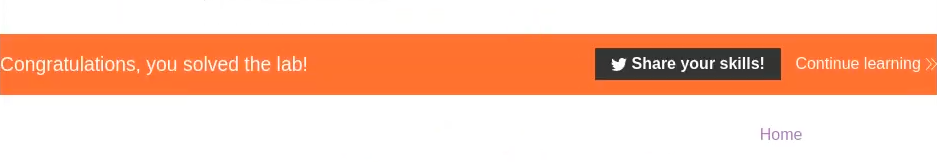 Congratulations, you solved the lab!
Share your skills!
Continue learning
Home